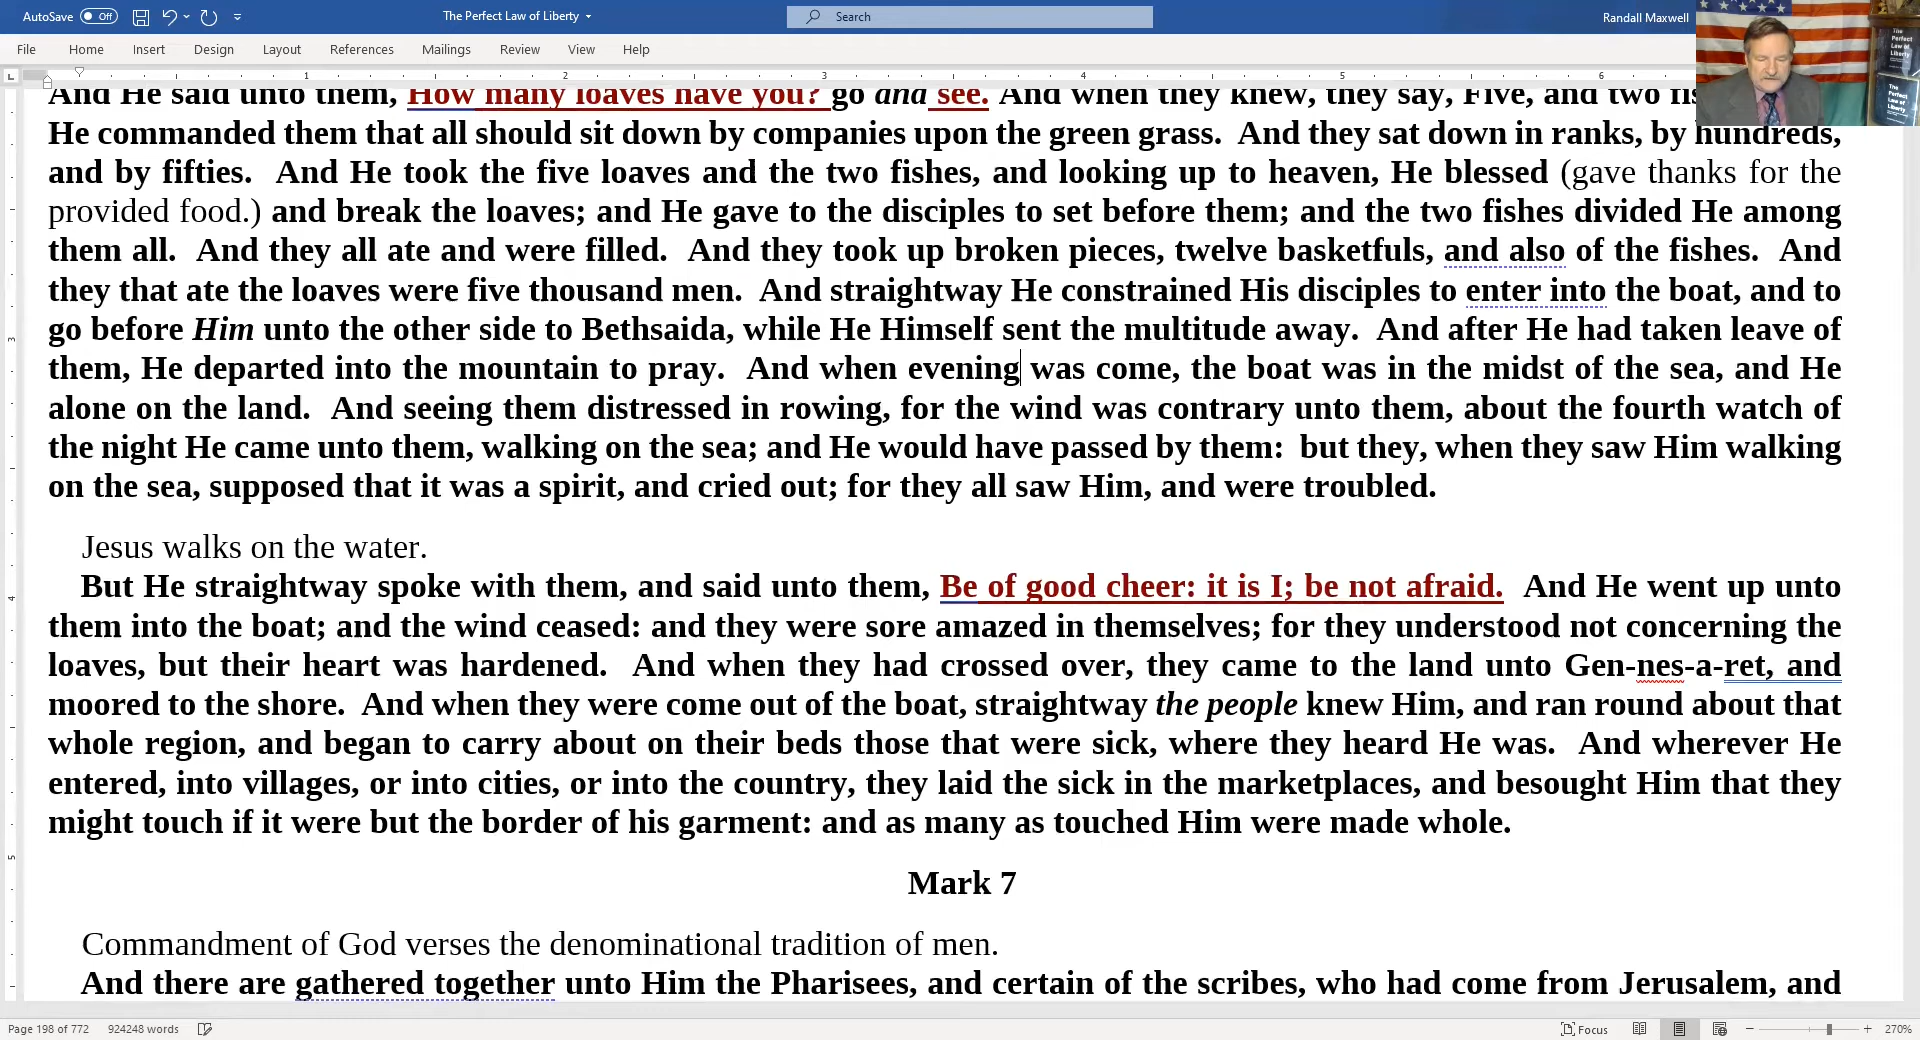 AutoSave Off The Perfect Law of Liberty Search Randall Maxwell
File Home Insert Design Layout References Mailings Review View Help
1 2 3 4 5 6
The Perfect Law of Liberty
The Perfect Law of
And He said unto them, How many loaves have you? go and see. And when they knew, they say, Five, and two
He commanded them that all should sit down by companies upon the green grass. And they sat down in ranks, by hundreds,
and by fifties. And He took the five loaves and the two fishes, and looking up to heaven, He blessed (gave thanks for the
provided food.) and break the loaves; and He gave to the disciples to set before them; and the two fishes divided He among
them all. And they all ate and were filled. And they took up broken pieces, twelve basketfuls, and also of the fishes. And
they that ate the loaves were five thousand men. And straightway He constrained His disciples to enter into the boat, and to
go before Him unto the other side to Bethsaida, while He Himself sent the multitude away. And after He had taken leave of
them, He departed into the mountain to pray. And when evening was come, the boat was in the midst of the sea, and He
alone on the land. And seeing them distressed in rowing, for the wind was contrary unto them, about the fourth watch of
the night He came unto them, walking on the sea; and He would have passed by them: but they, when they saw Him walking
on the sea, supposed that it was a spirit, and cried out; for they all saw Him, and were troubled.
Jesus walks on the water.
But He straightway spoke with them, and said unto them, Be of good cheer: it is I; be not afraid. And He went up unto
them into the boat; and the wind ceased: and they were sore amazed in themselves; for they understood not concerning the
loaves, but their heart was hardened. And when they had crossed over, they came to the land unto Gen-nes-a-ret, and
moored to the shore. And when they were come out of the boat, straightway the people knew Him, and ran round about that
whole region, and began to carry about on their beds those that were sick, where they heard He was. And wherever He
entered, into villages, or into cities, or into the country, they laid the sick in the marketplaces, and besought Him that they
might touch if it were but the border of his garment: and as many as touched Him were made whole.
Mark 7
Commandment of God verses the denominational tradition of men.
And there are gathered together unto Him the Pharisees, and certain of the scribes, who had come from Jerusalem, and
3
4
5
Page 198 of 772 924248 words Focus 270%